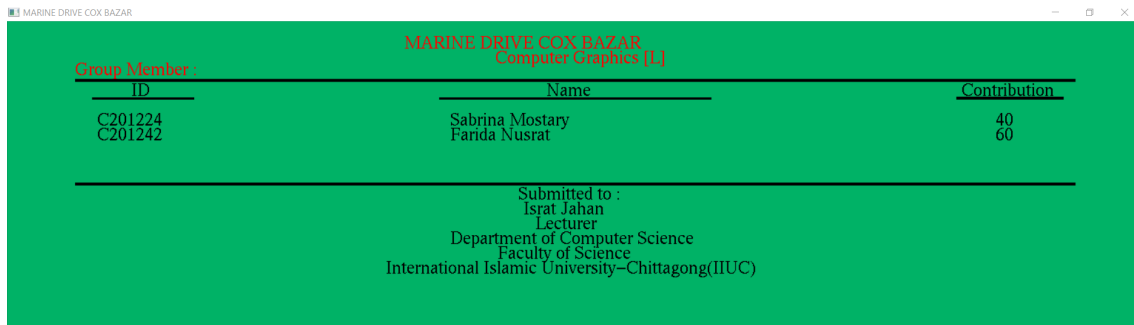 MARINE DRIVE COX BAZAR
MARINE DRIVE COX BAZAR
Computer Graphics [L]
Group Member :
ID Name Contribution
C201224 Sabrina Mostary 40
C201242 Farida Nusrat 60
Submitted to :
Israt Jahan
Lecturer
Department of Computer Science
Faculty of Science
International Islamic University−Chittagong(IIUC)